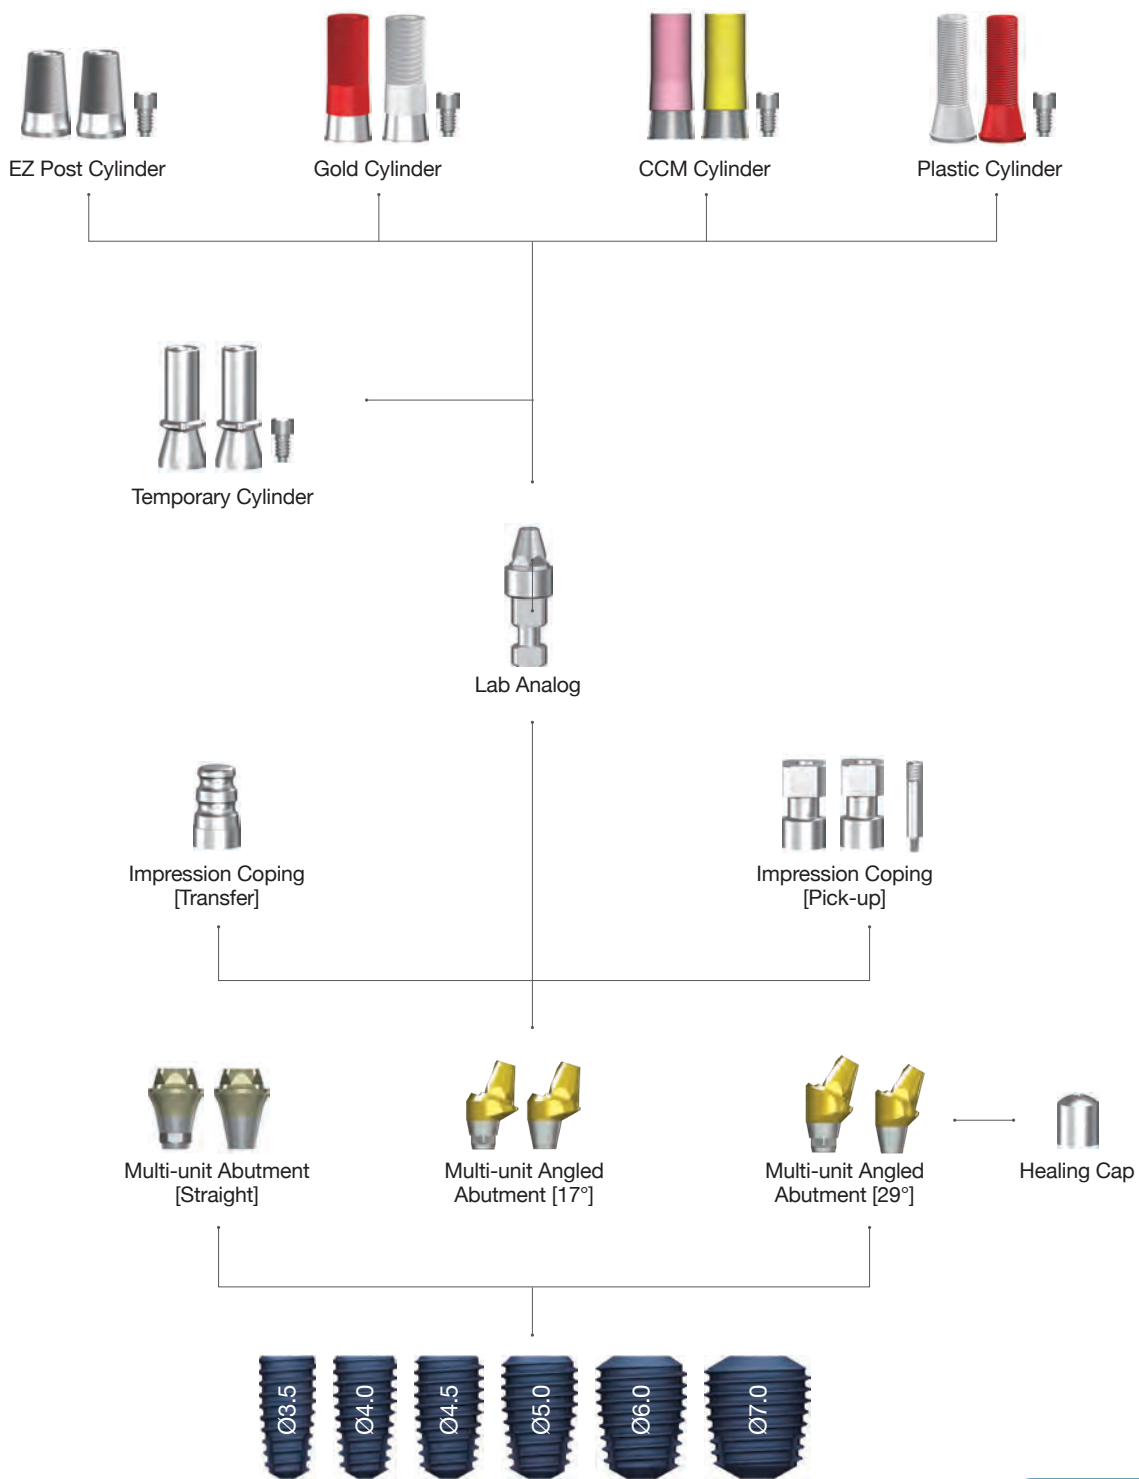 EZ Post Cylinder
Gold Cylinder
CCM Cylinder
Plastic Cylinder
Temporary Cylinder
Lab Analog
Impression Coping
[Transfer]
Impression Coping
[Pick-up]
Multi-unit Abutment
[Straight]
Multi-unit Angled
Abutment [17°]
Multi-unit Angled
Abutment [29°]
Healing Cap
Ø3.5
Ø4.0
Ø4.5
Ø5.0
Ø6.0
Ø7.0